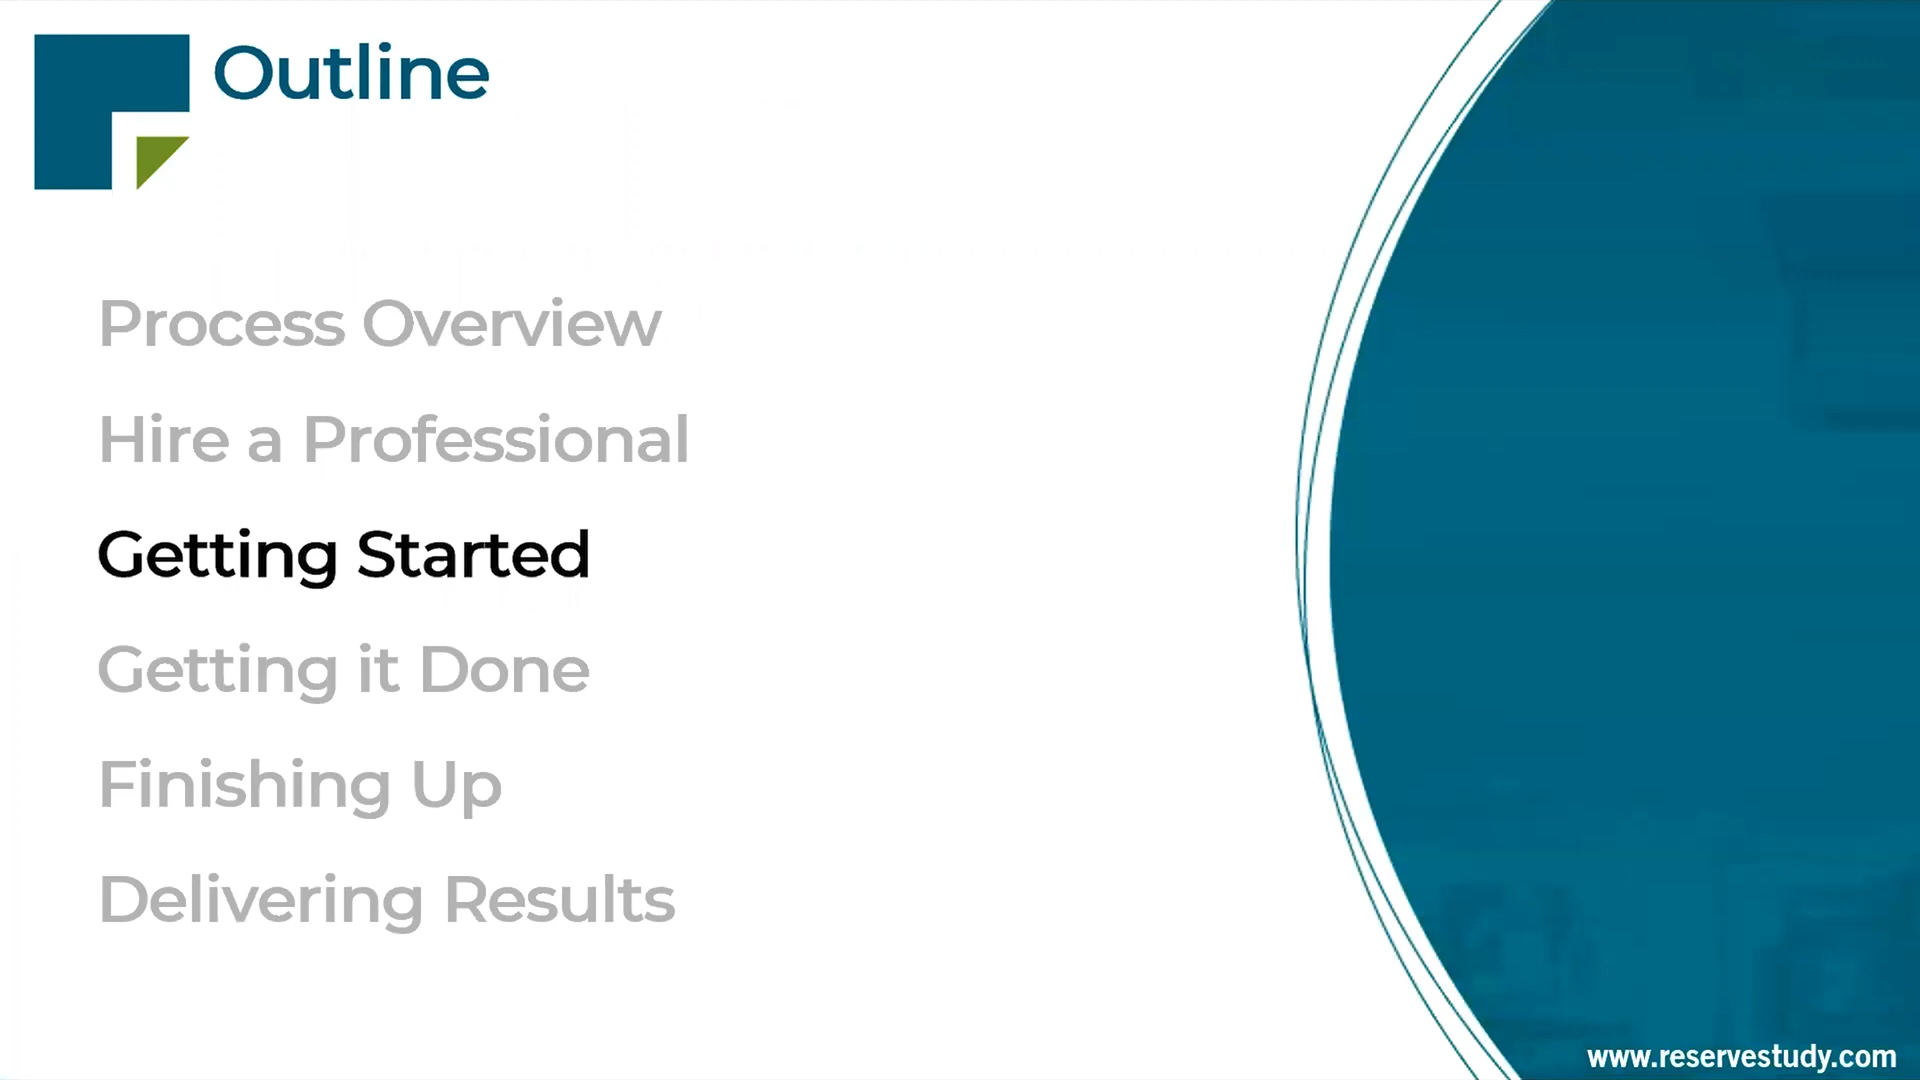 Outline
Process Overview
Hire a Professional
Getting Started
Getting it Done
Finishing Up
Delivering Results
www.reservestudy.com